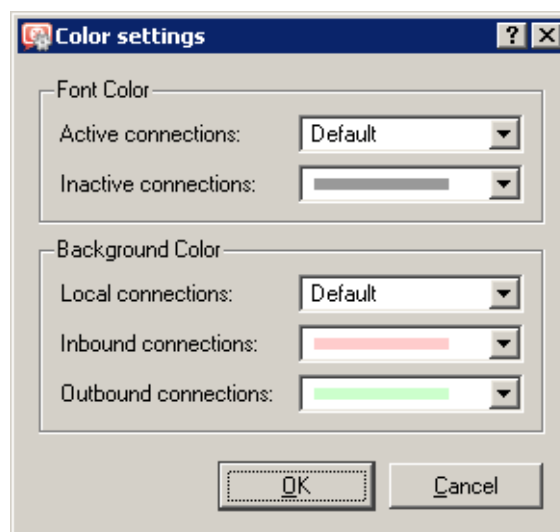 Color settings
Font Color
Active connections: Default
Inactive connections:
Background Color
Local connections: Default
Inbound connections:
Outbound connections:
OK Cancel